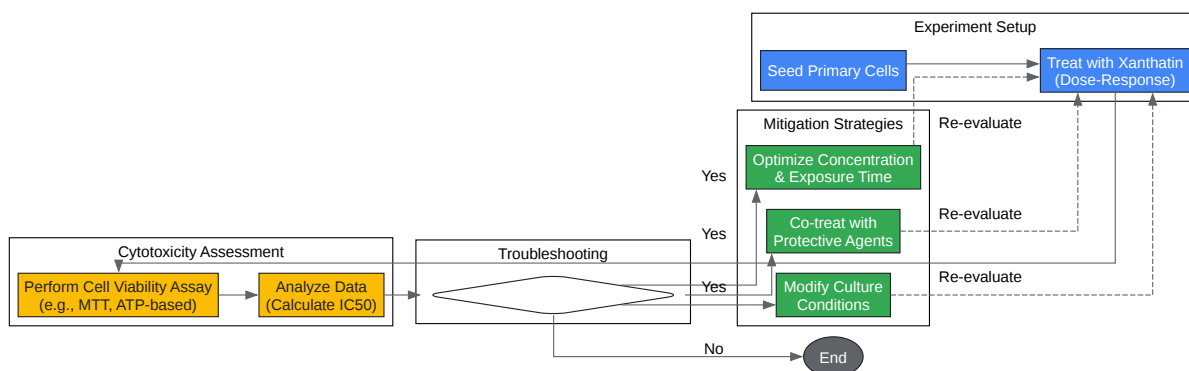 Experiment Setup
Seed Primary Cells
Treat with Xanthatin
(Dose-Response)
Mitigation Strategies
Re-evaluate
Optimize Concentration
& Exposure Time
Yes
Co-treat with
Protective Agents
Re-evaluate
Yes
Cytotoxicity Assessment
Perform Cell Viability Assay
(e.g., MTT, ATP-based)
Analyze Data
(Calculate IC50)
Troubleshooting
Yes
Modify Culture
Conditions
Re-evaluate
No
End